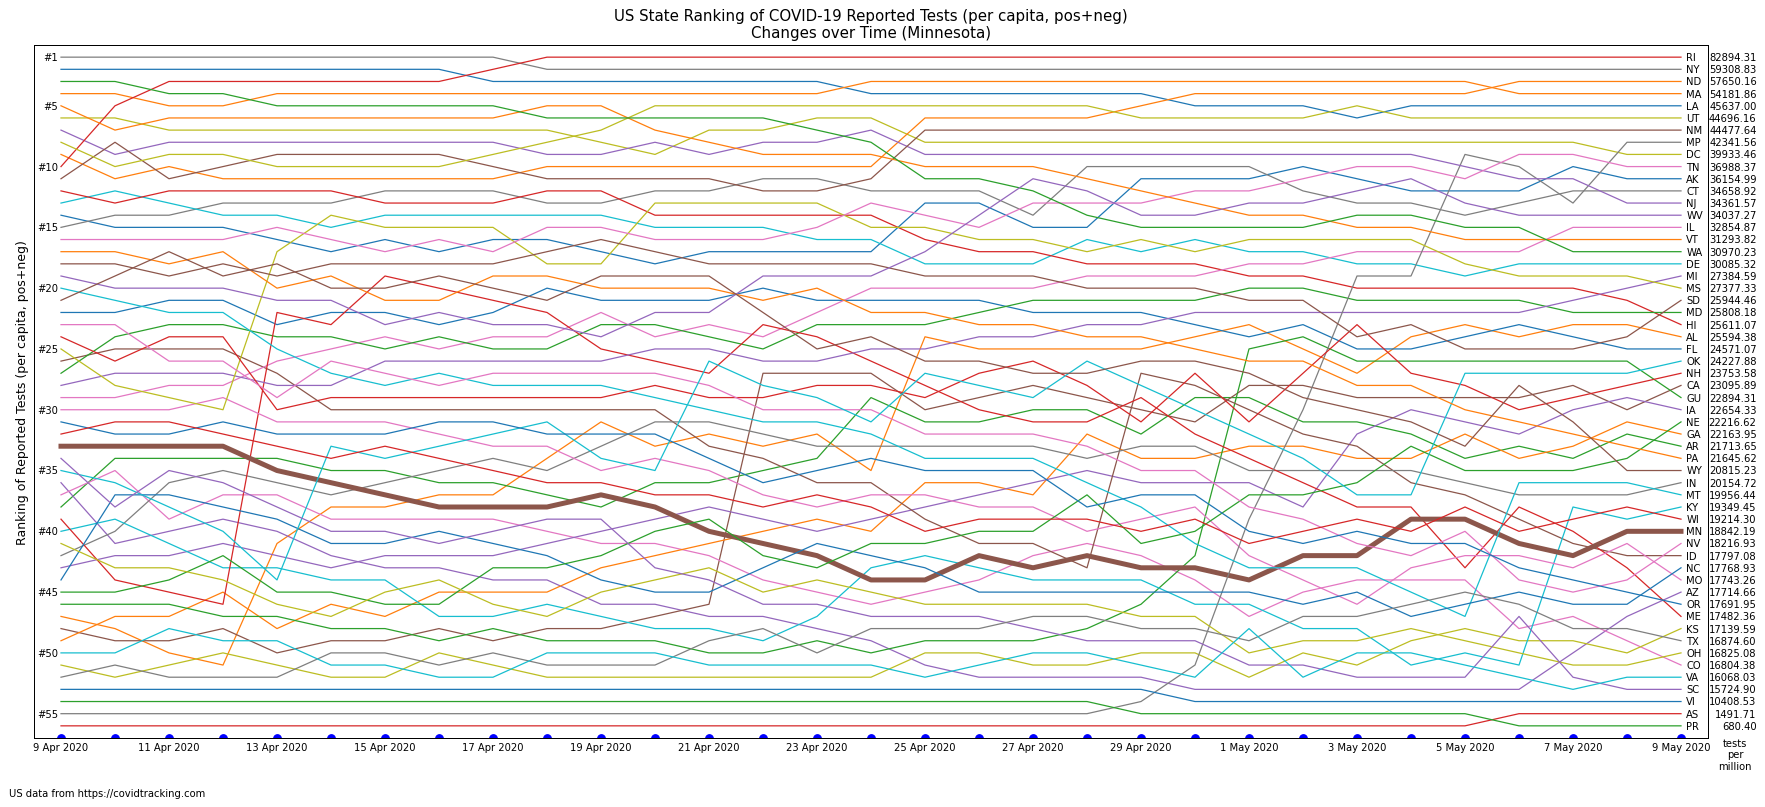 US State Ranking of COVID-19 Reported Tests (per capita, pos+neg)
Changes over Time (Minnesota)
Ranking of Reported Tests (per capita, pos+neg)
#1
#5
#10
#15
#20
#25
#30
#35
#40
#45
#50
#55
RI 82894.31
NY 59308.83
ND 57650.16
MA 54181.86
LA 45637.00
UT 44696.16
NM 44477.64
MP 42341.56
DC 39933.46
TN 36988.37
AK 36154.99
CT 34658.92
NJ 34361.57
WV 34037.27
IL 32854.87
VT 31293.82
WA 30970.23
DE 30085.32
MI 27384.59
MS 27377.33
SD 25944.46
MD 25808.18
HI 25611.07
AL 25594.38
FL 24571.07
OK 24227.88
NH 23753.58
CA 23095.89
GU 22894.31
IA 22654.33
NE 22216.62
GA 22163.95
AR 21713.65
PA 21645.62
WY 20815.23
IN 20154.72
MT 19956.44
KY 19349.45
WI 19214.30
MN 18842.19
NV 18216.93
ID 17797.08
NC 17768.93
MO 17743.26
AZ 17714.66
OR 17691.95
ME 17482.36
KS 17139.59
TX 16874.60
OH 16825.08
CO 16804.38
VA 16068.03
SC 15724.90
VI 10408.53
AS 1491.71
PR 680.40
9 Apr 2020 11 Apr 2020 13 Apr 2020 15 Apr 2020 17 Apr 2020 19 Apr 2020 21 Apr 2020 23 Apr 2020 25 Apr 2020 27 Apr 2020 29 Apr 2020 1 May 2020 3 May 2020 5 May 2020 7 May 2020 9 May 2020
tests
per
million
US data from https://covidtracking.com